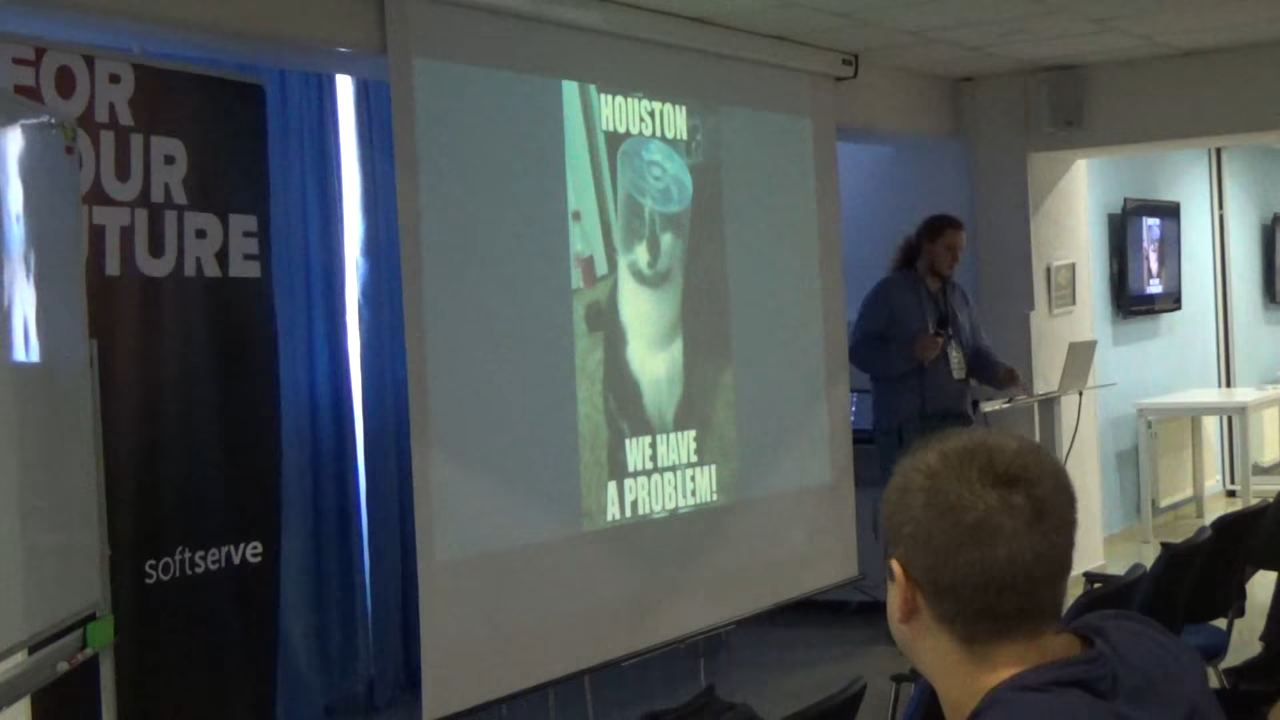 FOR
OUR
TURE
softserve
HOUSTON
WE HAVE
A PROBLEM!